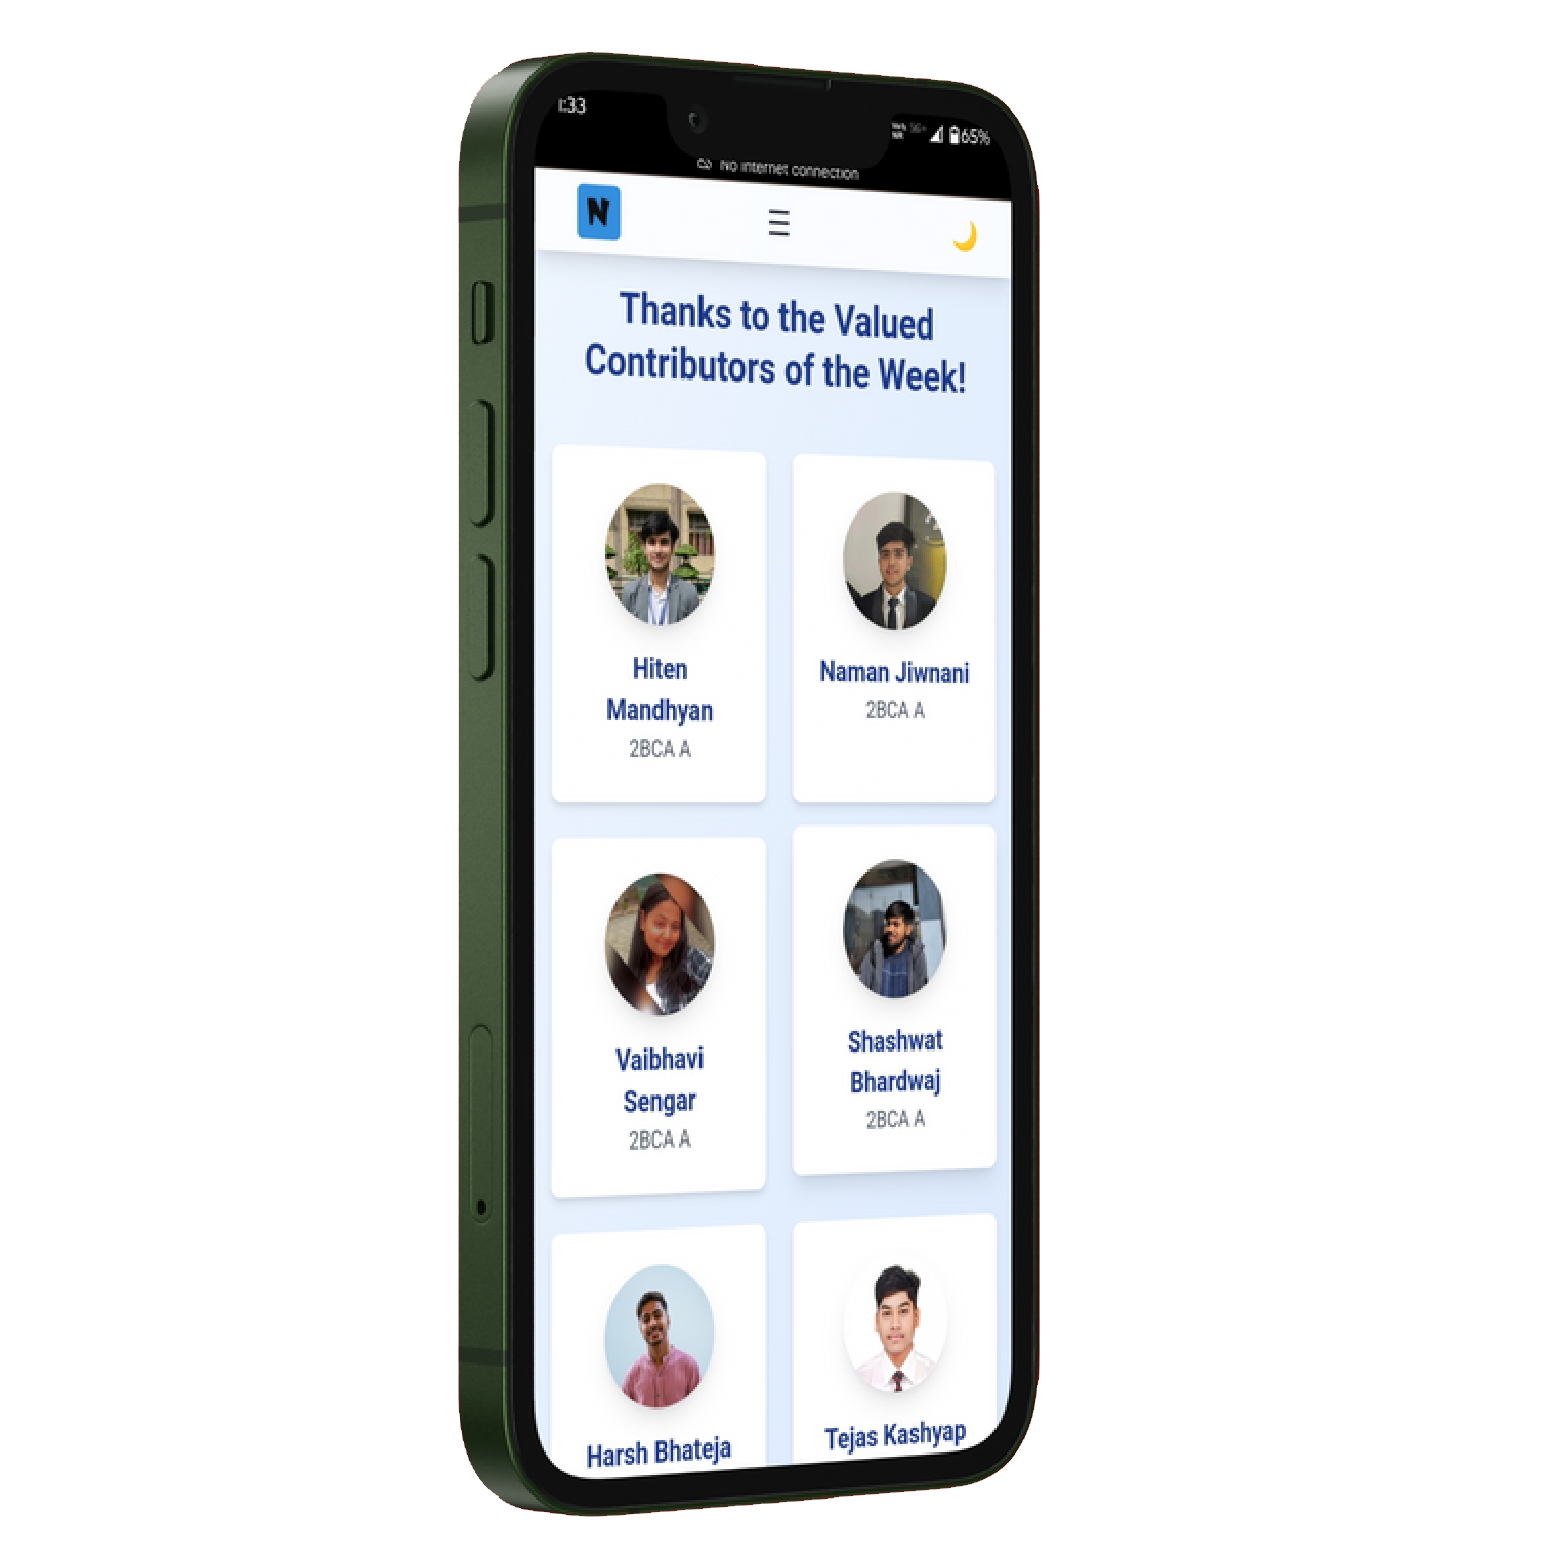 :33
65%
No internet connection
N
Thanks to the Valued
Contributors of the Week!
Hiten
Mandhyan
2BCA A
Naman Jiwnani
2BCA A
Vaibhavi
Sengar
2BCA A
Shashwat
Bhardwaj
2BCA A
Harsh Bhateja
Tejas Kashyap